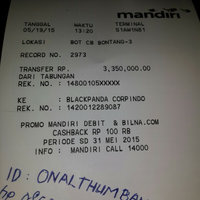 mandiri
TANGGAL WAKTU TERMINAL
05/19/15 13:20 S1AW1NB1
LOKASI BOT CB BONTANG-3
RECORD NO. 2973
TRANSFER RP. 3,350,000.00
DARI TABUNGAN
REK. NO. : 14800105XXXXX
KE : BLACKPANDA CORPINDO
REK. NO. : 1420012289087
PROMO MANDIRI DEBIT & BILNA.COM
CASHBACK RP 100 RB
PERIODE SD 31 MEI 2015
INFO : MANDIRI CALL 14000
ID: ONALTHUMBAN